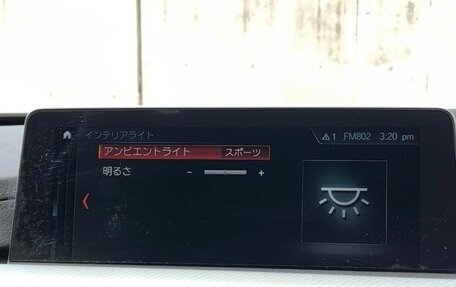 インテリアライト ⚠1 FM802 3:20 pm
アンビエントライト スポーツ
明るさ - +